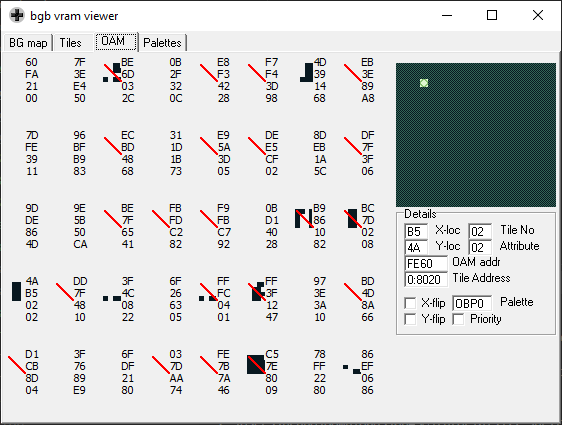 bgb vram viewer
BG map Tiles OAM Palettes
60 7F BE 0B E8 F7 4D EB
FA 3E 6D 2F F3 F4 39 3E
21 E4 03 32 42 3D 14 89
00 50 2C 0C 28 98 68 A8
7D 96 EC 31 E9 DE 8D DF
FE BF BD 1D 5A E5 EB 7F
39 B9 48 1B 3D CF 1A 3F
11 83 68 73 05 02 5C 06
9D 9E BE FB F9 0B B9 BC
DE 5B 7F FD FB D1 86 7D
86 50 65 C2 C7 40 10 02
4D CA 41 82 92 28 82 08
4A DD 3F 6F FF FF 97 BD
B5 7F 4C 26 FC 3F 3E 4D
02 48 08 63 04 12 3A 8A
02 10 22 05 01 47 10 66
D1 3F 6F 03 FE C5 78 86
CB 76 DF 7D 7B 7E 77 EF
8D 89 21 AA 7A 80 22 06
04 E9 80 74 46 09 80 86
Details
B5 X-loc 02 Tile No
4A Y-loc 02 Attribute
FE60 OAM addr
0:8020 Tile Address
X-flip OBP0 Palette
Y-flip Priority